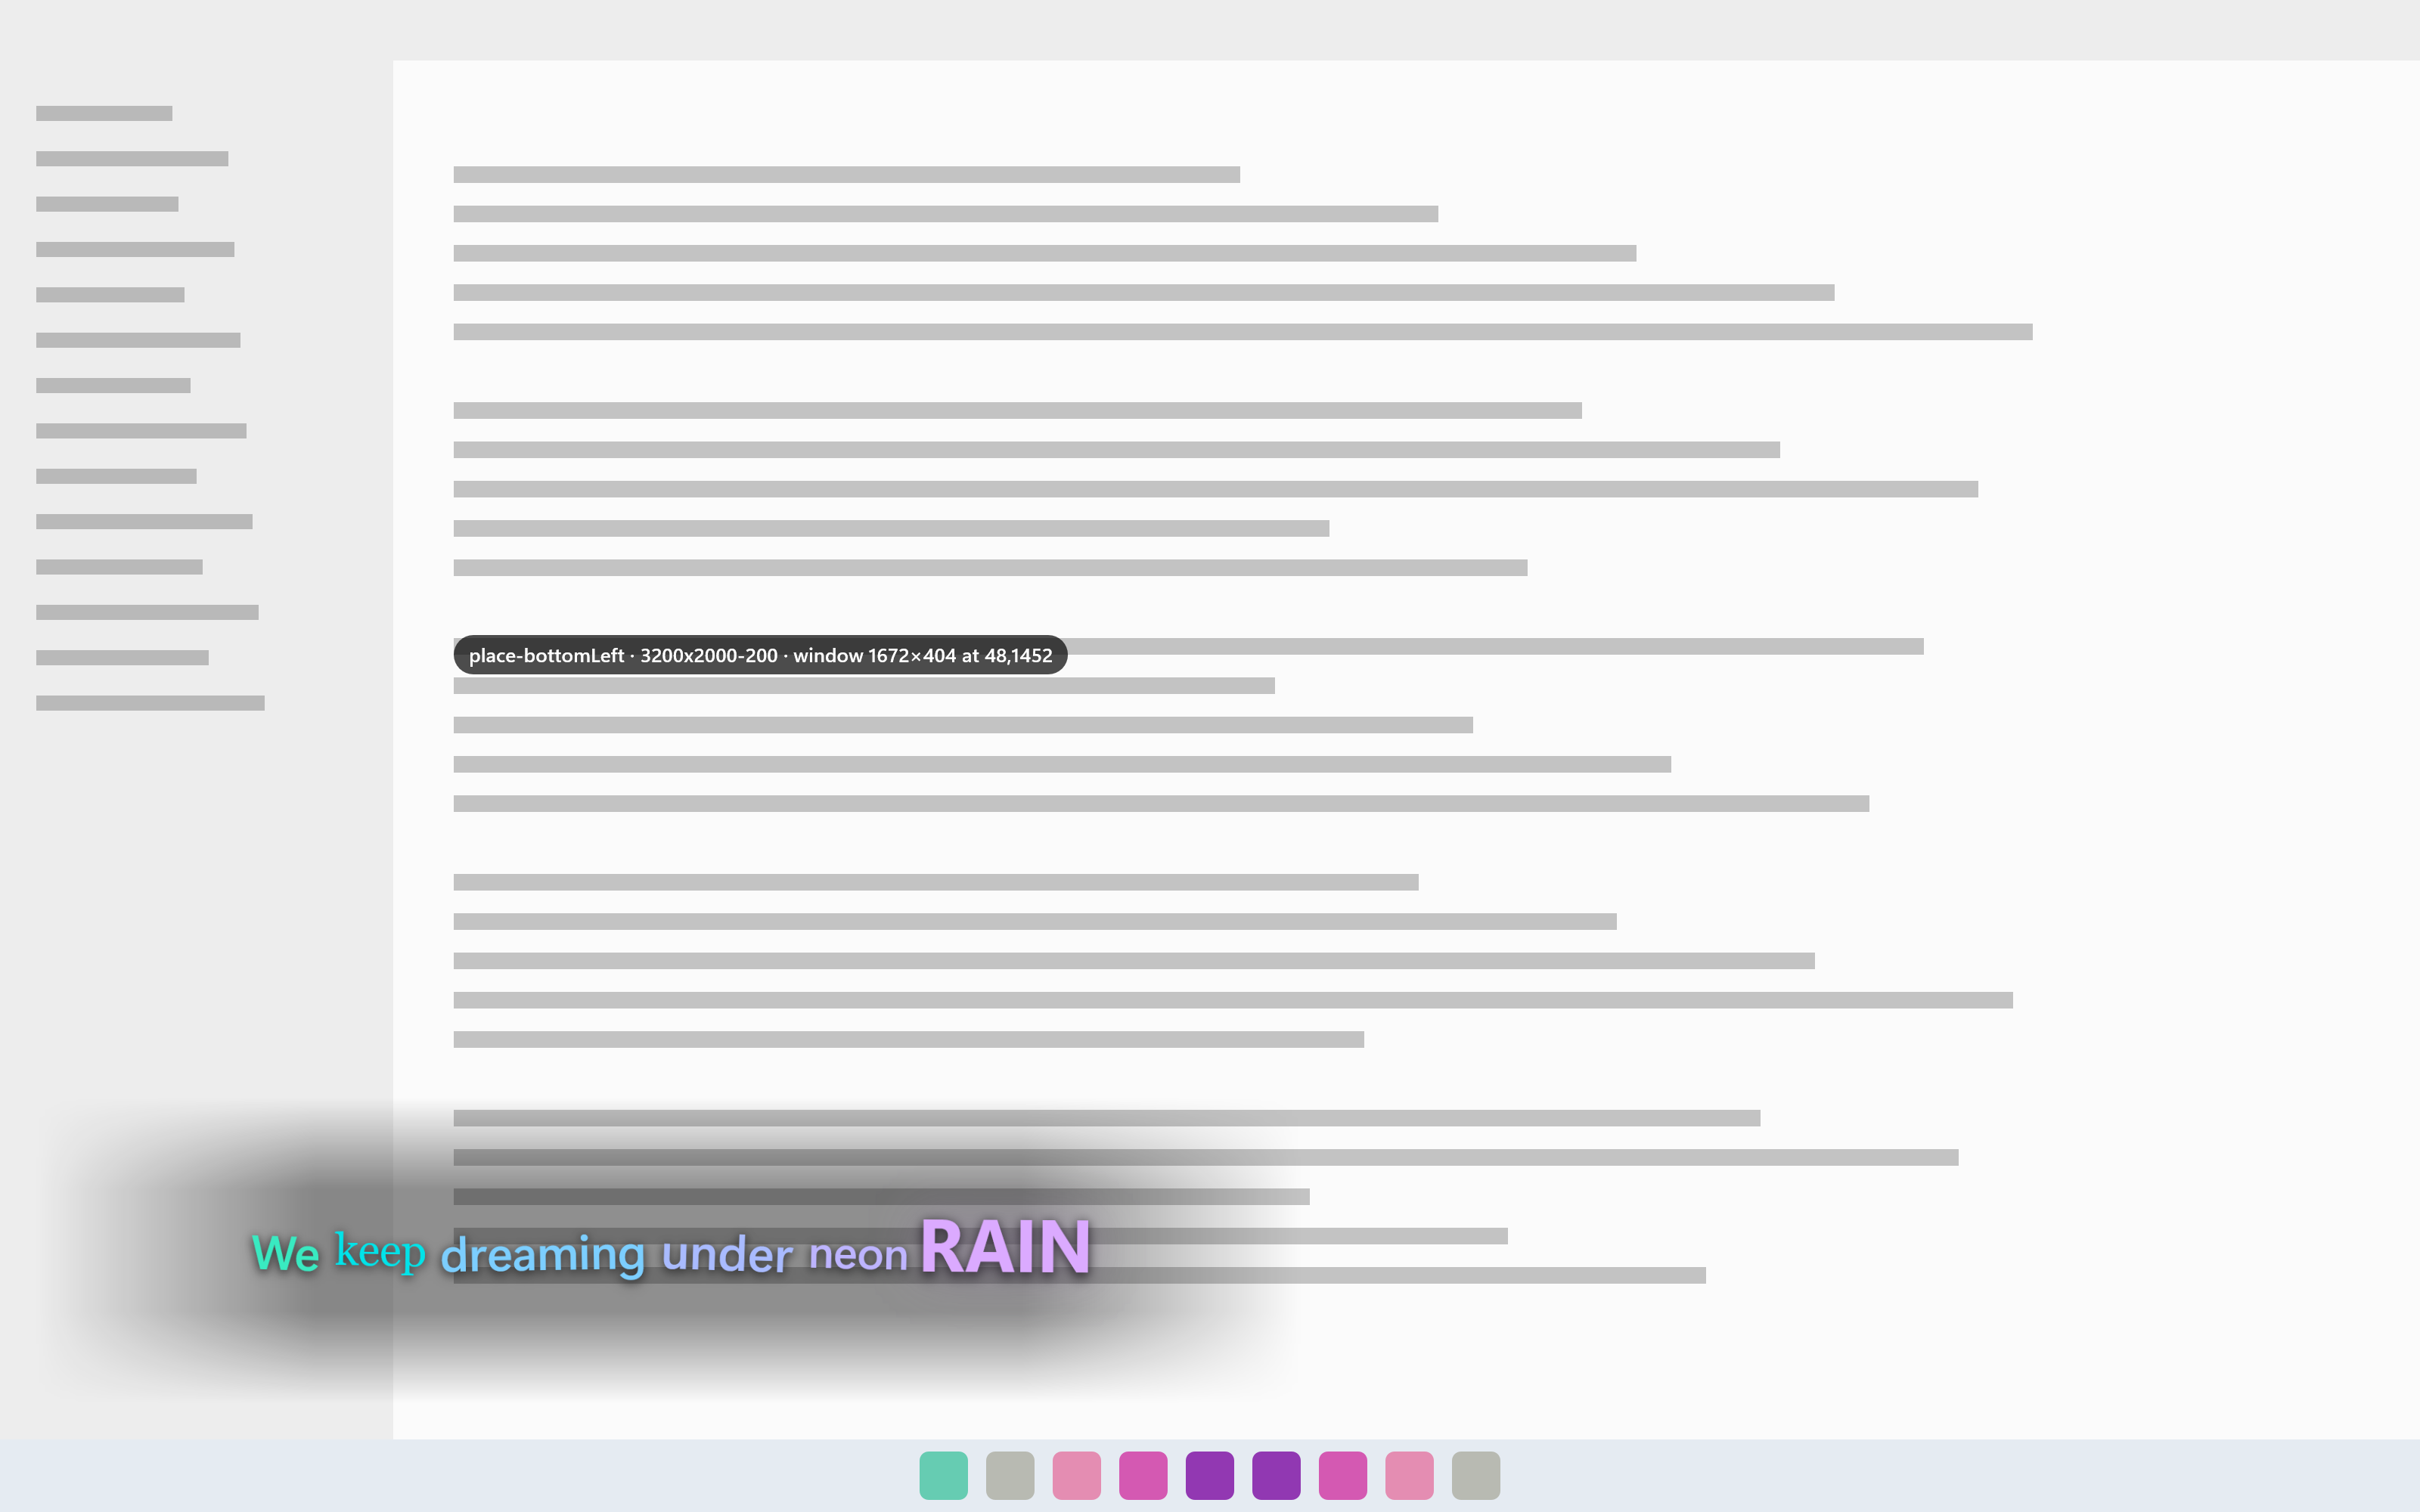 place-bottomLeft · 3200x2000-200 · window 1672×404 at 48,1452
We keep dreaming under neon RAIN